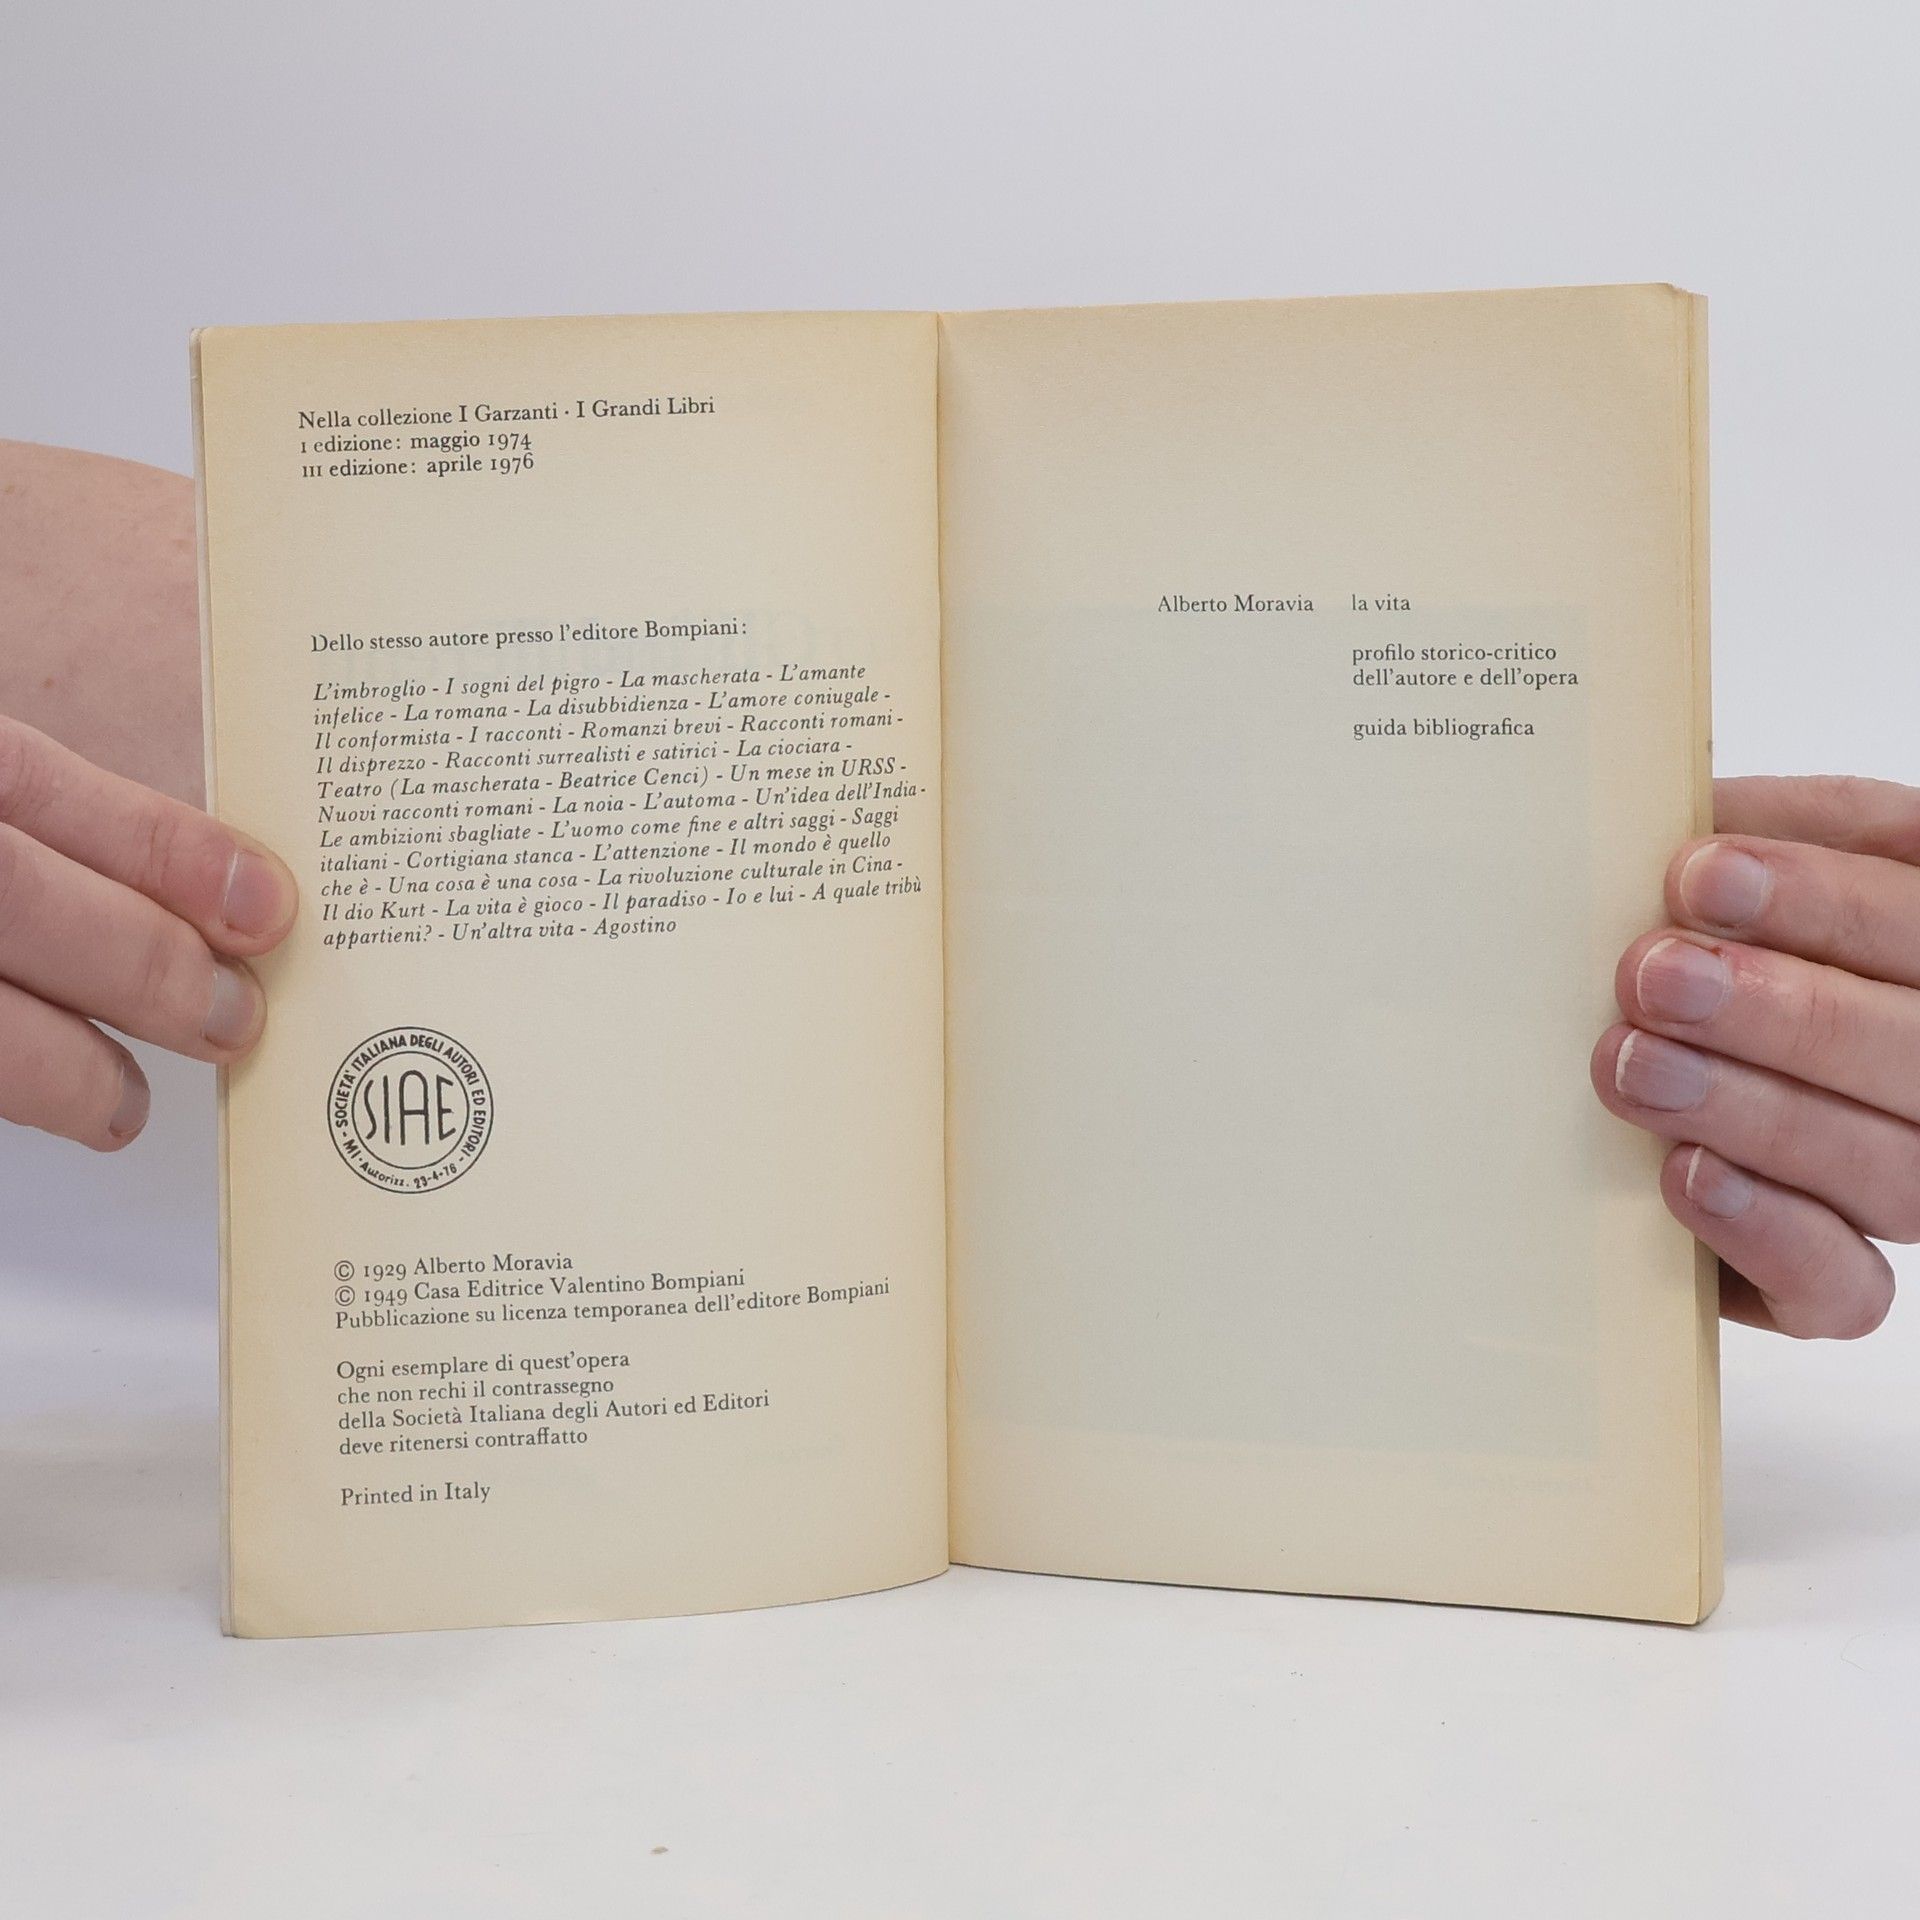 Nella collezione I Garzanti · I Grandi Libri
I edizione: maggio 1974
III edizione: aprile 1976
Dello stesso autore presso l'editore Bompiani:
L'imbroglio - I sogni del pigro - La mascherata - L'amante
infelice - La romana - La disubbidienza - L'amore coniugale -
Il conformista - I racconti - Romanzi brevi - Racconti romani -
Il disprezzo - Racconti surrealisti e satirici - La ciociara -
Teatro (La mascherata - Beatrice Cenci) - Un mese in URSS -
Nuovi racconti romani - La noia - L'automa - Un'idea dell'India -
Le ambizioni sbagliate - L'uomo come fine e altri saggi - Saggi
italiani - Cortigiana stanca - L'attenzione - Il mondo è quello
che è - Una cosa è una cosa - La rivoluzione culturale in Cina -
Il dio Kurt - La vita è gioco - Il paradiso - Io e lui - A quale tribù
appartieni? - Un'altra vita - Agostino
SOCIETA' ITALIANA DEGLI AUTORI ED EDITORI
SIAE
- MI · Autorizz. 23-4-76 -
© 1929 Alberto Moravia
© 1949 Casa Editrice Valentino Bompiani
Pubblicazione su licenza temporanea dell'editore Bompiani
Ogni esemplare di quest'opera
che non rechi il contrassegno
della Società Italiana degli Autori ed Editori
deve ritenersi contraffatto
Printed in Italy
Alberto Moravia la vita
profilo storico-critico
dell'autore e dell'opera
guida bibliografica